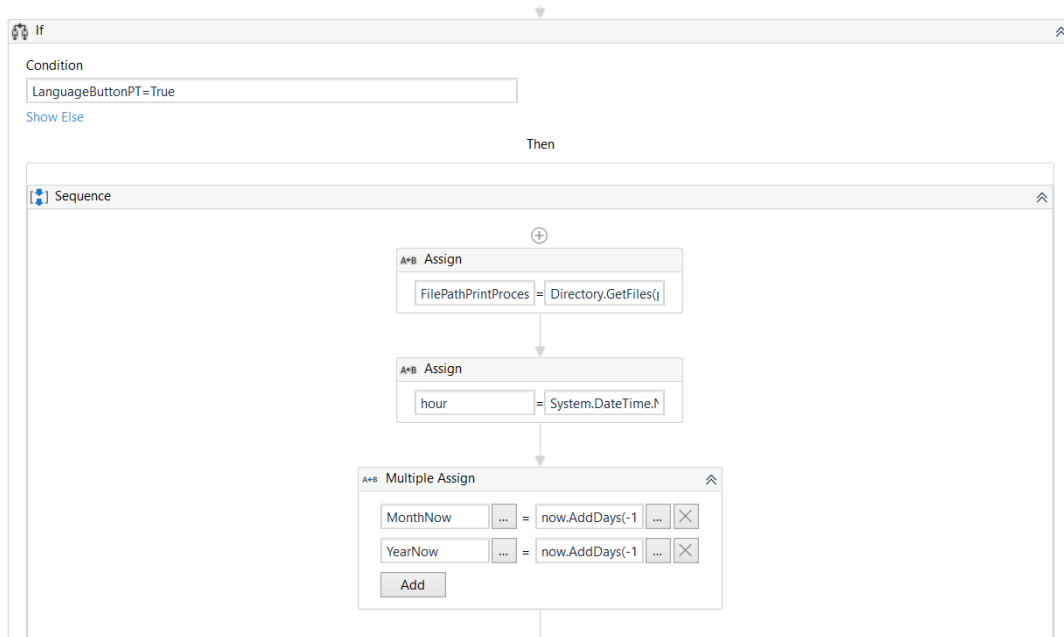 If
Condition
LanguageButtonPT=True
Show Else
Then
Sequence
A+B Assign
FilePathPrintProces = Directory.GetFiles(
A+B Assign
hour = System.DateTime.N
A+B Multiple Assign
MonthNow ... = now.AddDays(-1 ...
YearNow ... = now.AddDays(-1 ...
Add